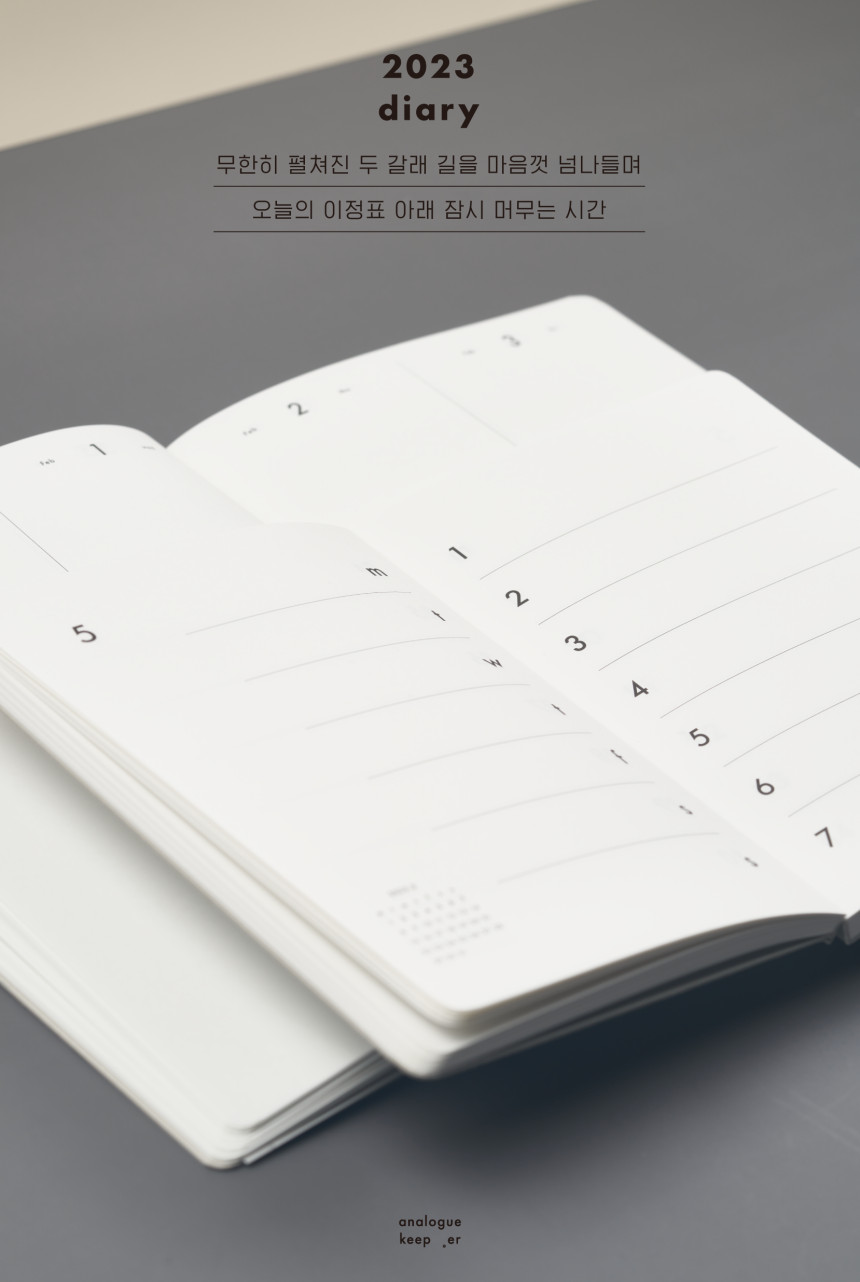 2023
diary
무한히 펼쳐진 두 갈래 길을 마음껏 넘나들며
오늘의 이정표 아래 잠시 머무는 시간
3
2
feb 1
1
m
2
5
t
3
w
4
t
5
f
6
s
7
s
analogue
keep .er